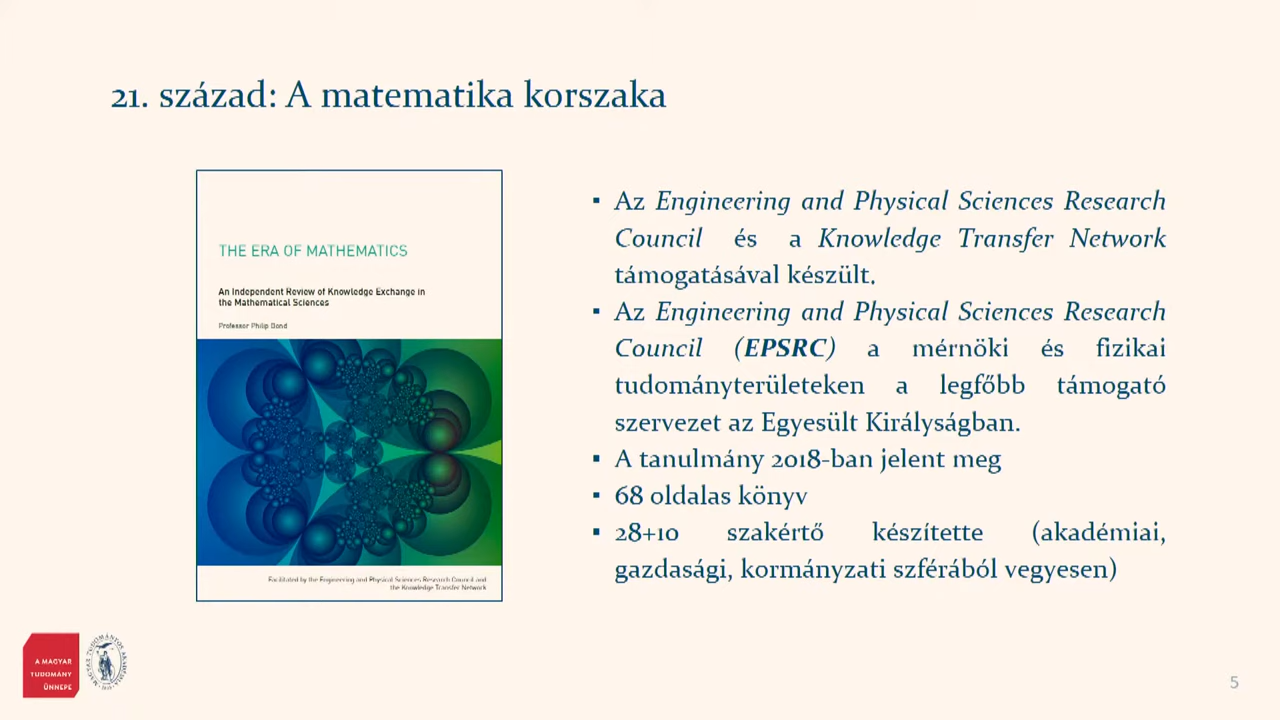 21. század: A matematika korszaka
THE ERA OF MATHEMATICS
An Independent Review of Knowledge Exchange in
the Mathematical Sciences
Professor Philip Bond
Facilitated by the Engineering and Physical Sciences Research Council and
the Knowledge Transfer Network
▪ Az Engineering and Physical Sciences Research
Council és a Knowledge Transfer Network
támogatásával készült.
▪ Az Engineering and Physical Sciences Research
Council (EPSRC) a mérnöki és fizikai
tudományterületeken a legfőbb támogató
szervezet az Egyesült Királyságban.
▪ A tanulmány 2018-ban jelent meg
▪ 68 oldalas könyv
▪ 28+10 szakértő készítette (akadémiai,
gazdasági, kormányzati szférából vegyesen)
A MAGYAR
TUDOMÁNY
ÜNNEPE
MAGYAR TUDOMÁNYOS AKADÉMIA
5